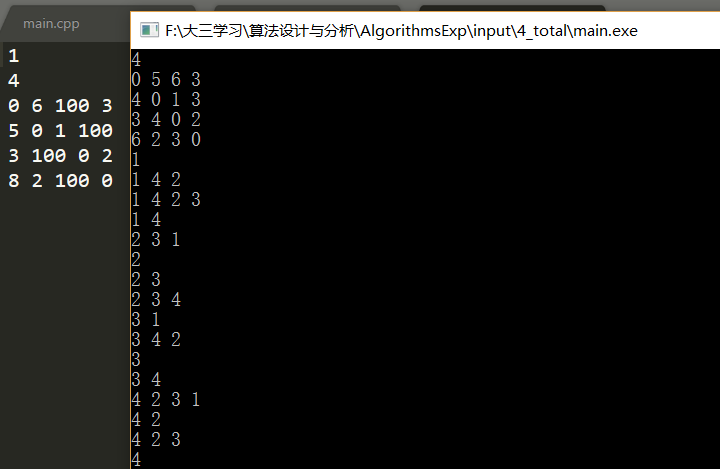 main.cpp
1
4
0 6 100 3
5 0 1 100
3 100 0 2
8 2 100 0
F:\大三学习\算法设计与分析\AlgorithmsExp\input\4_total\main.exe
4
0 5 6 3
4 0 1 3
3 4 0 2
6 2 3 0
1
1 4 2
1 4 2 3
1 4
2 3 1
2
2 3
2 3 4
3 1
3 4 2
3
3 4
4 2 3 1
4 2
4 2 3
4